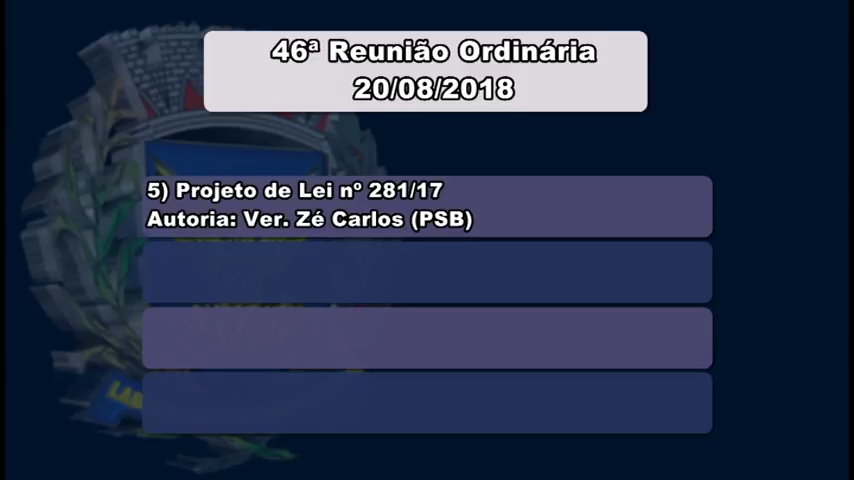 46ª Reunião Ordinária
20/08/2018
5) Projeto de Lei nº 281/17
Autoria: Ver. Zé Carlos (PSB)